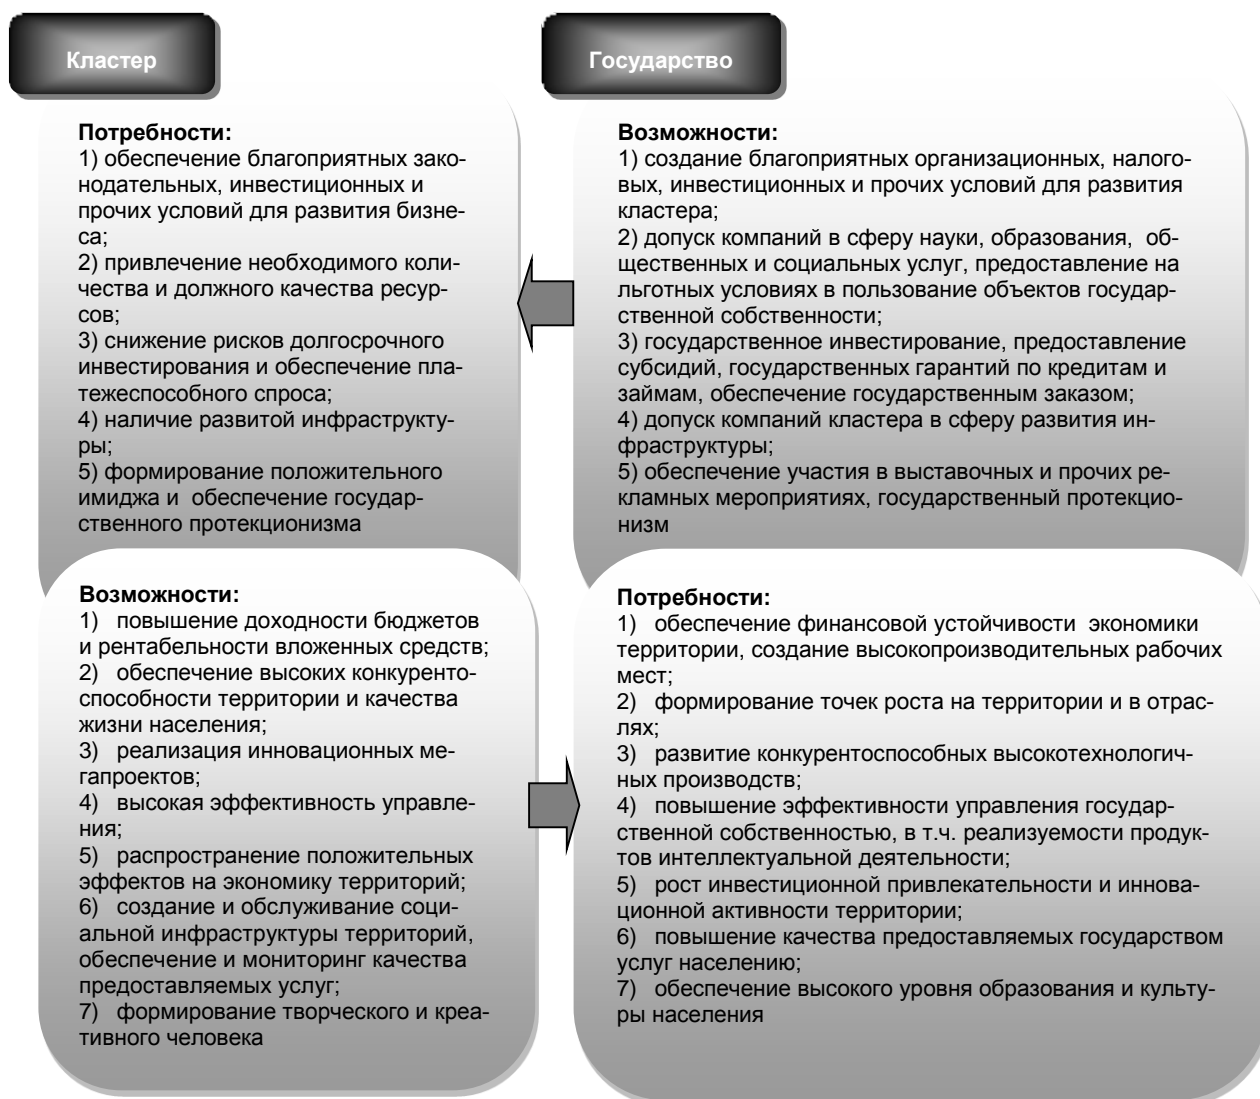 Кластер
Государство
Потребности:
1) обеспечение благоприятных зако-
нодательных, инвестиционных и
прочих условий для развития бизне-
са;
2) привлечение необходимого коли-
чества и должного качества ресур-
сов;
3) снижение рисков долгосрочного
инвестирования и обеспечение пла-
тежеспособного спроса;
4) наличие развитой инфраструкту-
ры;
5) формирование положительного
имиджа и обеспечение государ-
ственного протекционизма
Возможности:
1) создание благоприятных организационных, налого-
вых, инвестиционных и прочих условий для развития
кластера;
2) допуск компаний в сферу науки, образования, об-
щественных и социальных услуг, предоставление на
льготных условиях в пользование объектов государ-
ственной собственности;
3) государственное инвестирование, предоставление
субсидий, государственных гарантий по кредитам и
займам, обеспечение государственным заказом;
4) допуск компаний кластера в сферу развития ин-
фраструктуры;
5) обеспечение участия в выставочных и прочих ре-
кламных мероприятиях, государственный протекцио-
низм
Возможности:
1) повышение доходности бюджетов
и рентабельности вложенных средств;
2) обеспечение высоких конкуренто-
способности территории и качества
жизни населения;
3) реализация инновационных ме-
гапроектов;
4) высокая эффективность управле-
ния;
5) распространение положительных
эффектов на экономику территорий;
6) создание и обслуживание соци-
альной инфраструктуры территорий,
обеспечение и мониторинг качества
предоставляемых услуг;
7) формирование творческого и креа-
тивного человека
Потребности:
1) обеспечение финансовой устойчивости экономики
территории, создание высокопроизводительных рабочих
мест;
2) формирование точек роста на территории и в отрас-
лях;
3) развитие конкурентоспособных высокотехнологич-
ных производств;
4) повышение эффективности управления государ-
ственной собственностью, в т.ч. реализуемости продук-
тов интеллектуальной деятельности;
5) рост инвестиционной привлекательности и иннова-
ционной активности территории;
6) повышение качества предоставляемых государством
услуг населению;
7) обеспечение высокого уровня образования и культу-
ры населения